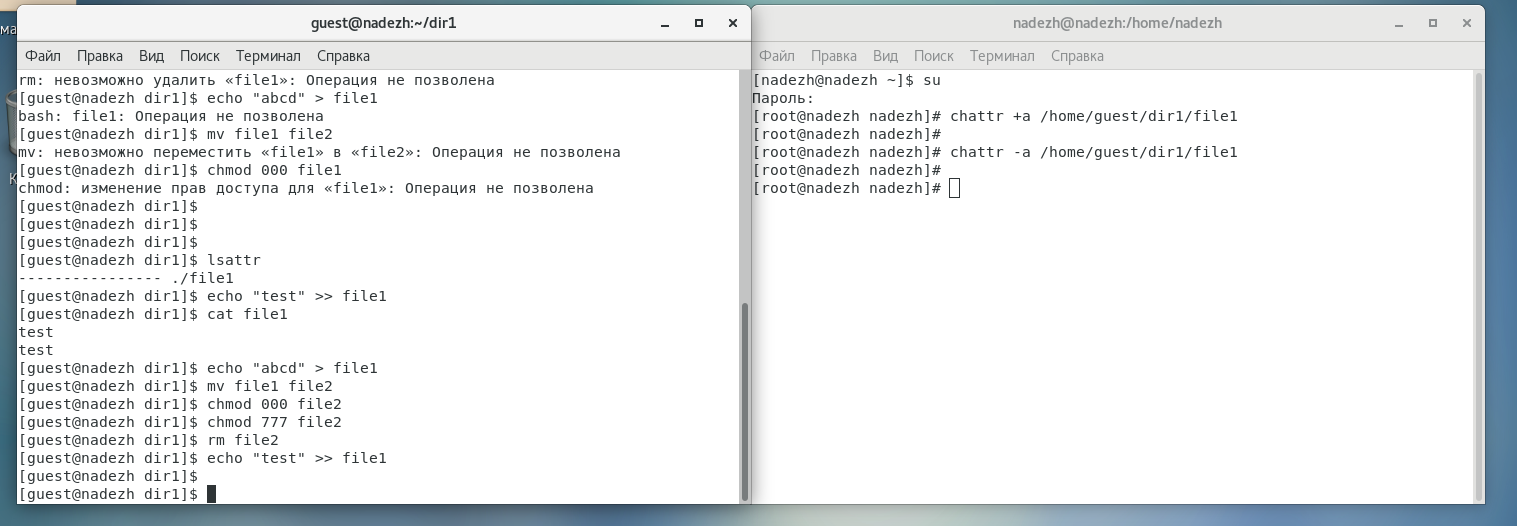 ма
К
guest@nadezh:~/dir1
Файл Правка Вид Поиск Терминал Справка
rm: невозможно удалить «file1»: Операция не позволена
[guest@nadezh dir1]$ echo "abcd" > file1
bash: file1: Операция не позволена
[guest@nadezh dir1]$ mv file1 file2
mv: невозможно переместить «file1» в «file2»: Операция не позволена
[guest@nadezh dir1]$ chmod 000 file1
chmod: изменение прав доступа для «file1»: Операция не позволена
[guest@nadezh dir1]$
[guest@nadezh dir1]$
[guest@nadezh dir1]$
[guest@nadezh dir1]$ lsattr
---------------- ./file1
[guest@nadezh dir1]$ echo "test" >> file1
[guest@nadezh dir1]$ cat file1
test
test
[guest@nadezh dir1]$ echo "abcd" > file1
[guest@nadezh dir1]$ mv file1 file2
[guest@nadezh dir1]$ chmod 000 file2
[guest@nadezh dir1]$ chmod 777 file2
[guest@nadezh dir1]$ rm file2
[guest@nadezh dir1]$ echo "test" >> file1
[guest@nadezh dir1]$
[guest@nadezh dir1]$
nadezh@nadezh:/home/nadezh
Файл Правка Вид Поиск Терминал Справка
[nadezh@nadezh ~]$ su
Пароль:
[root@nadezh nadezh]# chattr +a /home/guest/dir1/file1
[root@nadezh nadezh]#
[root@nadezh nadezh]# chattr -a /home/guest/dir1/file1
[root@nadezh nadezh]#
[root@nadezh nadezh]#